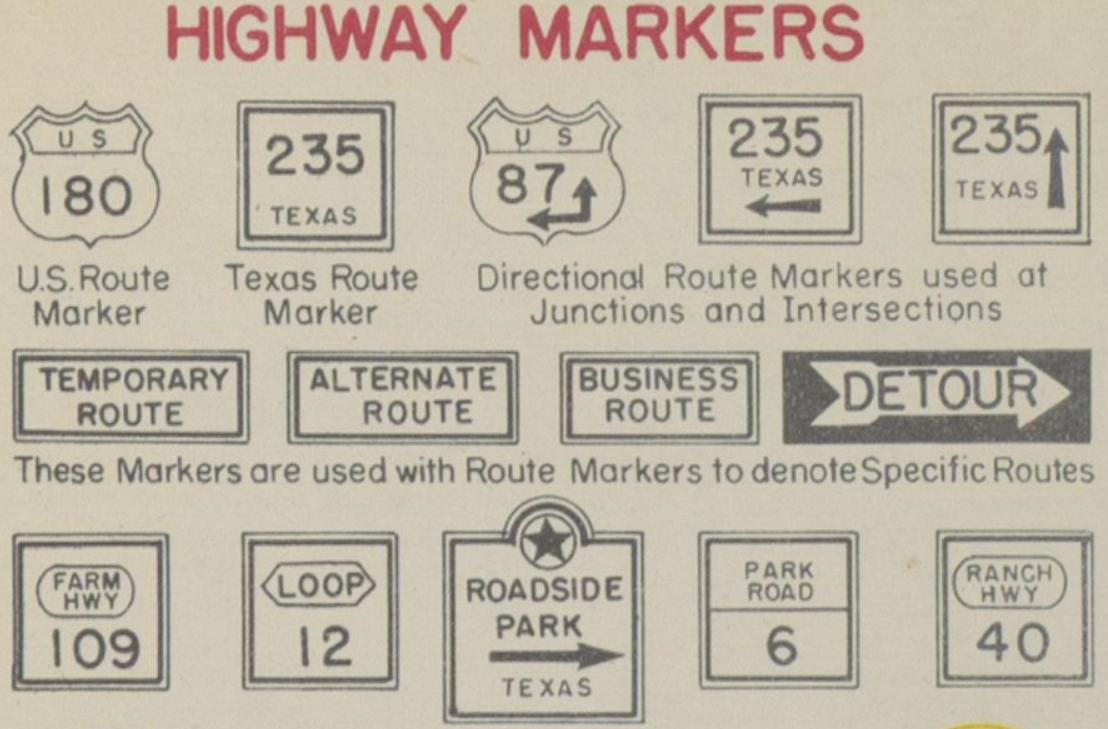 HIGHWAY MARKERS
U S
180
235
TEXAS
U S
87
235
TEXAS
235
TEXAS
U.S. Route
Marker
Texas Route
Marker
Directional Route Markers used at
Junctions and Intersections
TEMPORARY
ROUTE
ALTERNATE
ROUTE
BUSINESS
ROUTE
DETOUR
These Markers are used with Route Markers to denote Specific Routes
FARM
HWY
109
LOOP
12
ROADSIDE
PARK
TEXAS
PARK
ROAD
6
RANCH
HWY
40